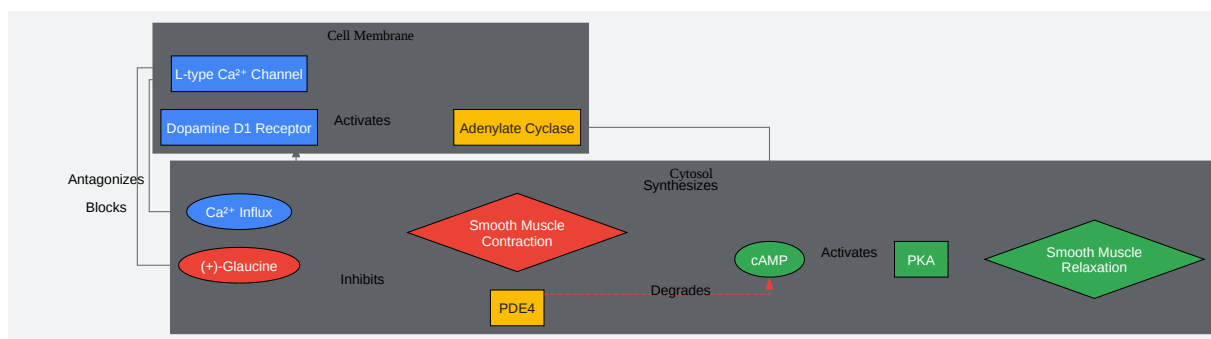 Cell Membrane
L-type Ca²⁺ Channel
Dopamine D1 Receptor
Activates
Adenylate Cyclase
Antagonizes
Blocks
Cytosol
Synthesizes
Ca²⁺ Influx
Smooth Muscle
Contraction
(+)-Glaucine
Inhibits
PDE4
Degrades
cAMP
Activates
PKA
Smooth Muscle
Relaxation